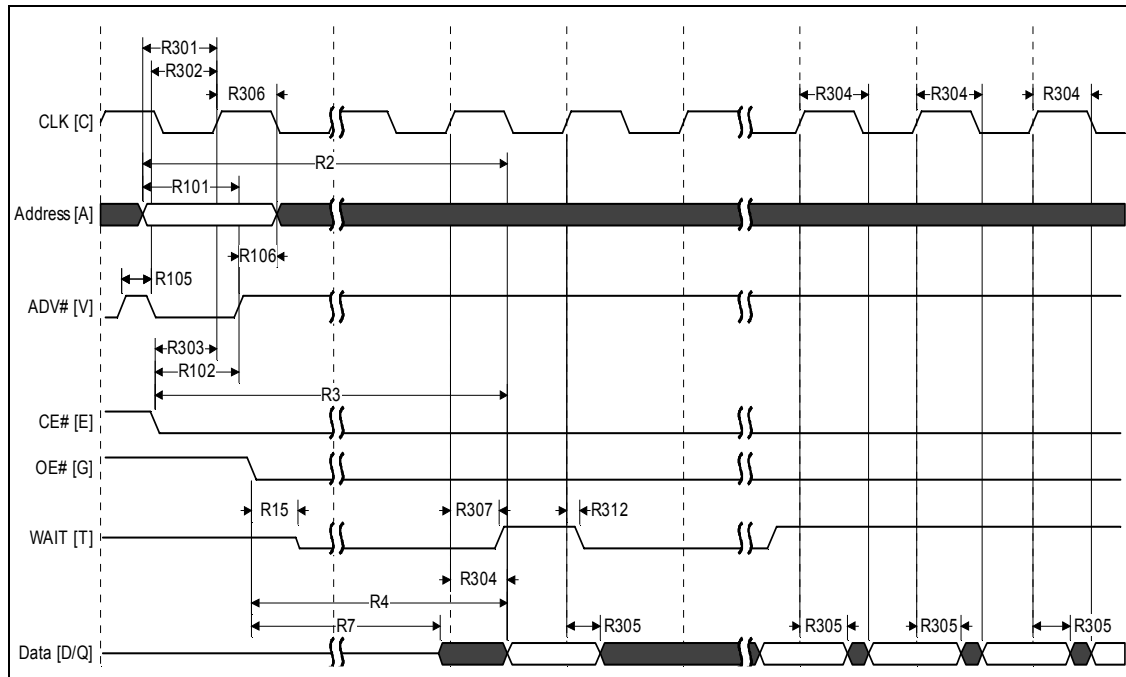 R301
R302
R306
R304
R304
R304
CLK [C]
R2
R101
Address [A]
R106
R105
ADV# [V]
R303
R102
R3
CE# [E]
OE# [G]
R15
R307
R312
WAIT [T]
R304
R4
R7
R305
R305
R305
R305
Data [D/Q]